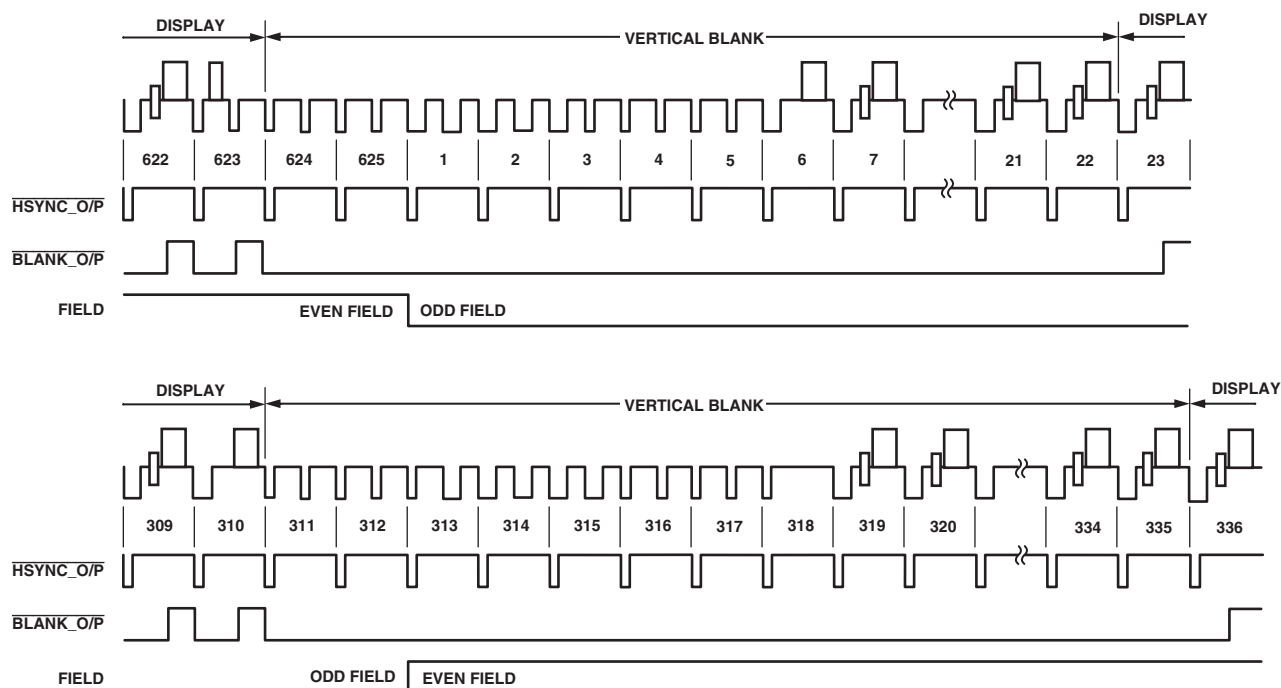 DISPLAY VERTICAL BLANK DISPLAY
622 623 624 625 1 2 3 4 5 6 7 21 22 23
HSYNC_O/P
BLANK_O/P
FIELD EVEN FIELD ODD FIELD
DISPLAY VERTICAL BLANK DISPLAY
309 310 311 312 313 314 315 316 317 318 319 320 334 335 336
HSYNC_O/P
BLANK_O/P
FIELD ODD FIELD EVEN FIELD